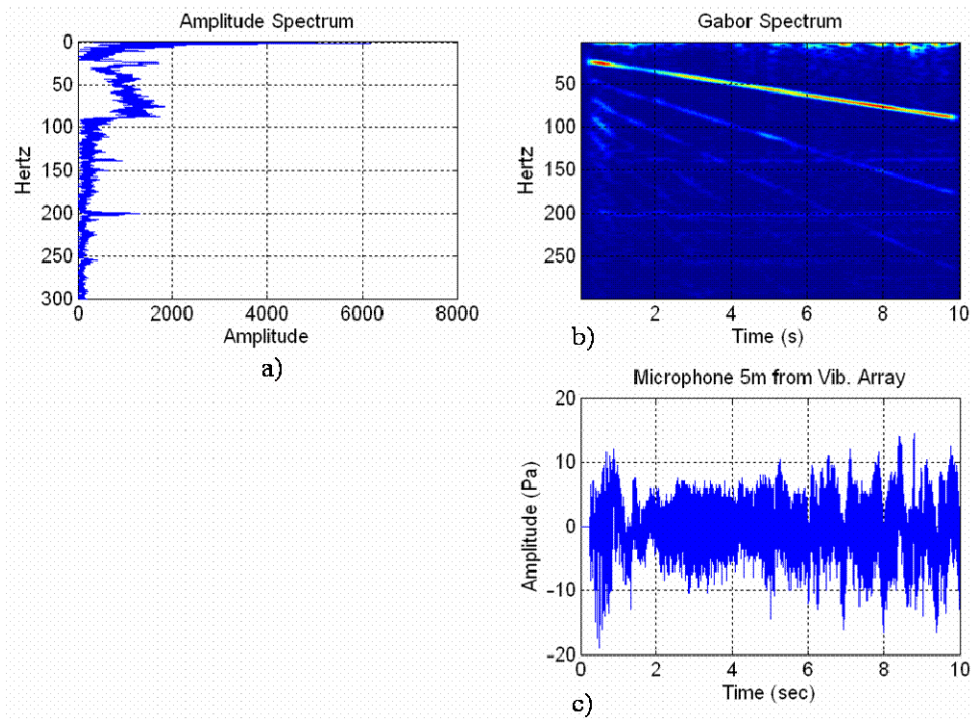 Amplitude Spectrum
0
50
100
150
200
250
300
Hertz
0 2000 4000 6000 8000
Amplitude
a)
Gabor Spectrum
50
100
150
200
250
Hertz
2 4 6 8 10
Time (s)
b)
Microphone 5m from Vib. Array
20
10
0
-10
-20
Amplitude (Pa)
0 2 4 6 8 10
Time (sec)
c)